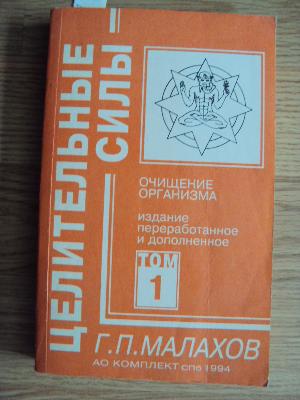 ЦЕЛИТЕЛЬНЫЕ
СИЛЫ
ОЧИЩЕНИЕ
ОРГАНИЗМА
издание
переработанное
и дополненное
ТОМ
1
Г.П.МАЛАХОВ
АО КОМПЛЕКТ СПб 1994